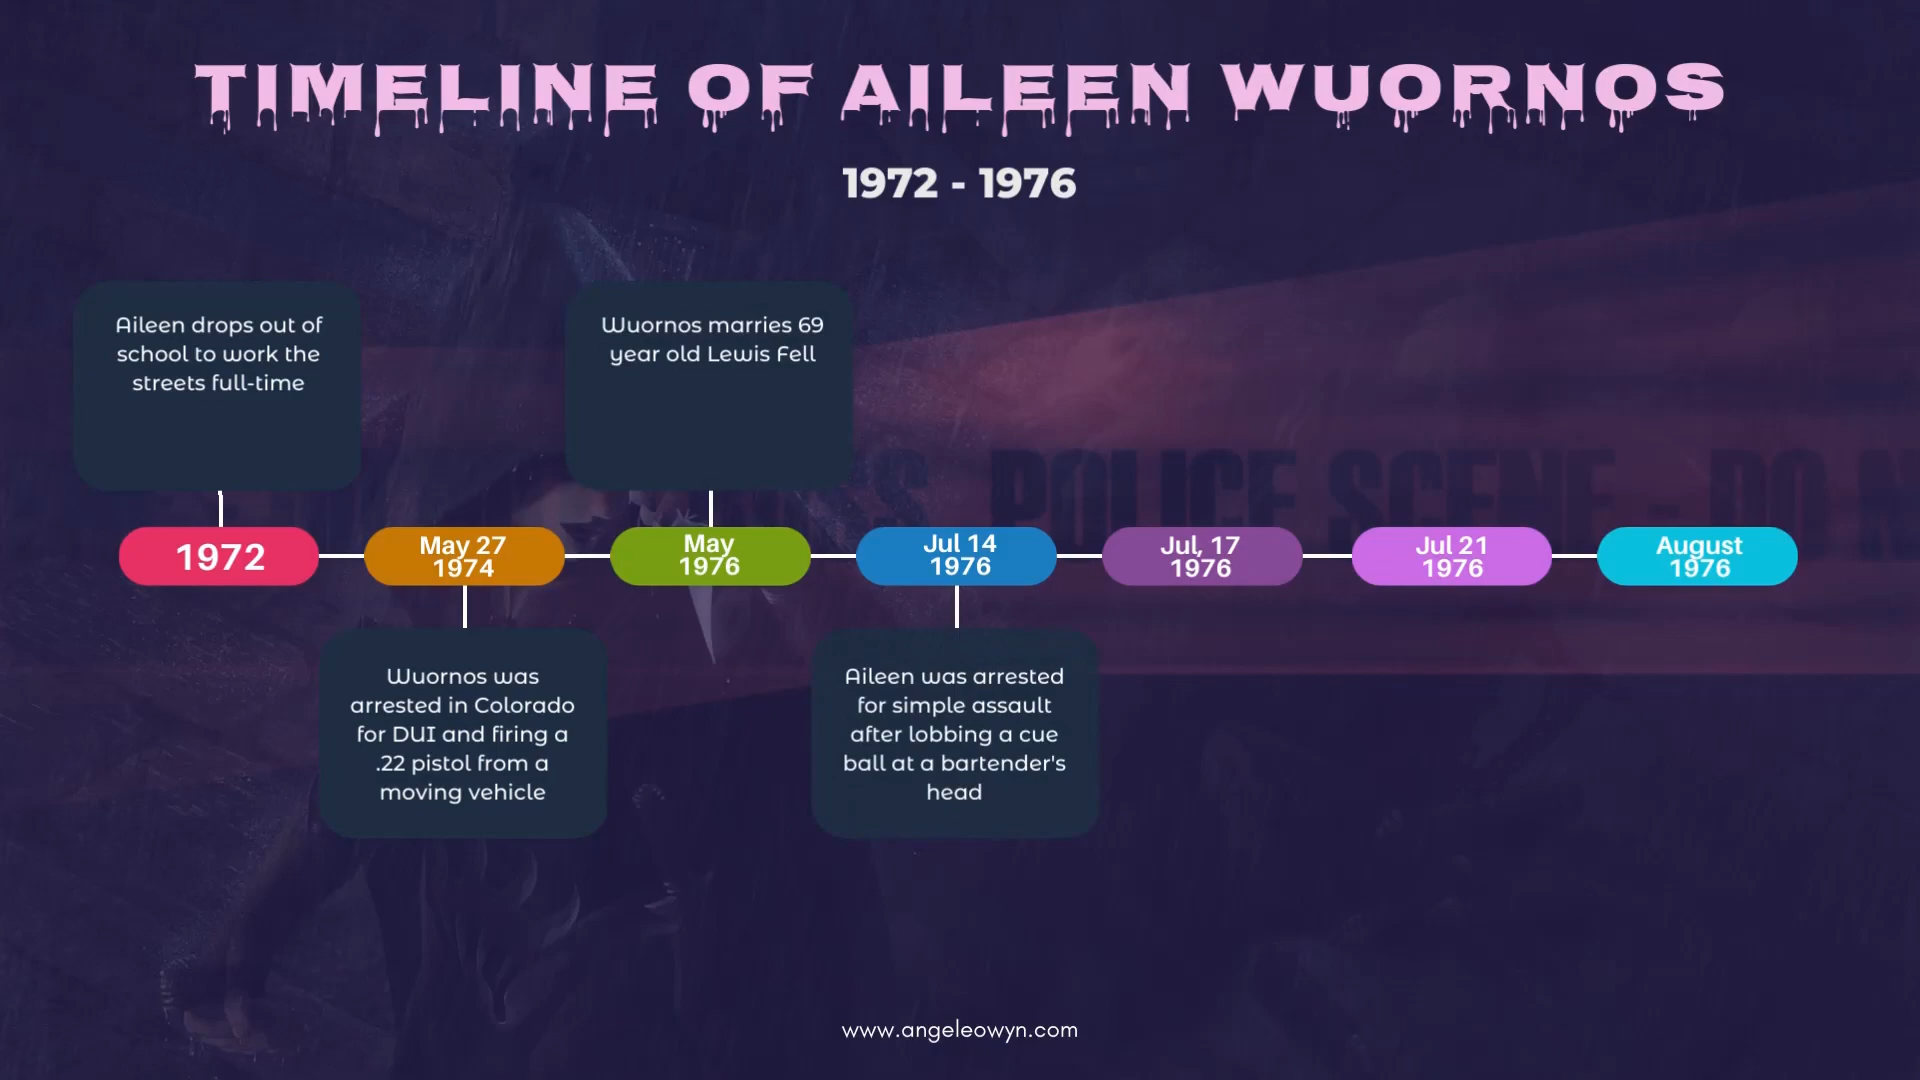 TIMELINE OF AILEEN WUORNOS
1972 - 1976
Aileen drops out of
school to work the
streets full-time
Wuornos marries 69
year old Lewis Fell
POLICE SCENE - DO N
1972
May 27
1974
May
1976
Jul 14
1976
Jul, 17
1976
Jul 21
1976
August
1976
Wuornos was
arrested in Colorado
for DUI and firing a
.22 pistol from a
moving vehicle
Aileen was arrested
for simple assault
after lobbing a cue
ball at a bartender's
head
www.angeleowyn.com